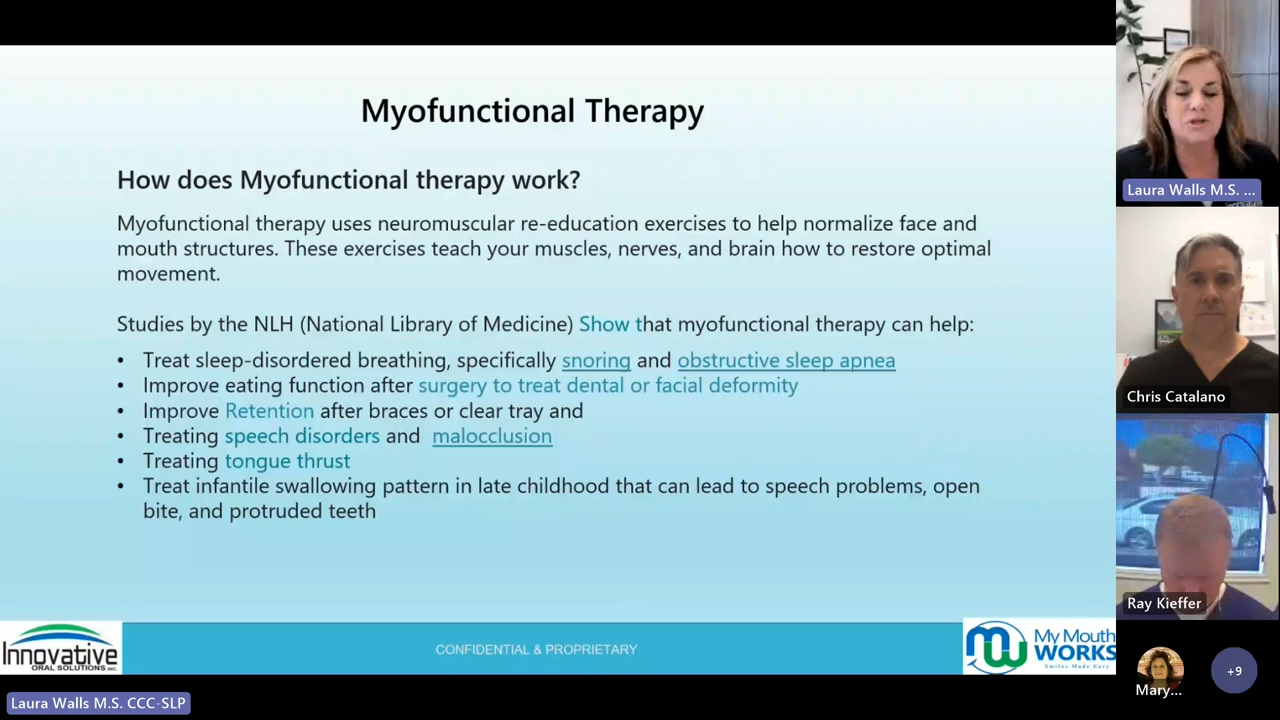 Myofunctional Therapy
How does Myofunctional therapy work?
Myofunctional therapy uses neuromuscular re-education exercises to help normalize face and
mouth structures. These exercises teach your muscles, nerves, and brain how to restore optimal
movement.
Studies by the NLH (National Library of Medicine) Show that myofunctional therapy can help:
• Treat sleep-disordered breathing, specifically snoring and obstructive sleep apnea
• Improve eating function after surgery to treat dental or facial deformity
• Improve Retention after braces or clear tray and
• Treating speech disorders and malocclusion
• Treating tongue thrust
• Treat infantile swallowing pattern in late childhood that can lead to speech problems, open
bite, and protruded teeth
Innovative
ORAL SOLUTIONS, INC.
CONFIDENTIAL & PROPRIETARY
My Mouth
WORKS
Smiles Made Easy
Laura Walls M.S. CCC-SLP
Laura Walls M.S. ...
Chris Catalano
Ray Kieffer
Mary...
+9